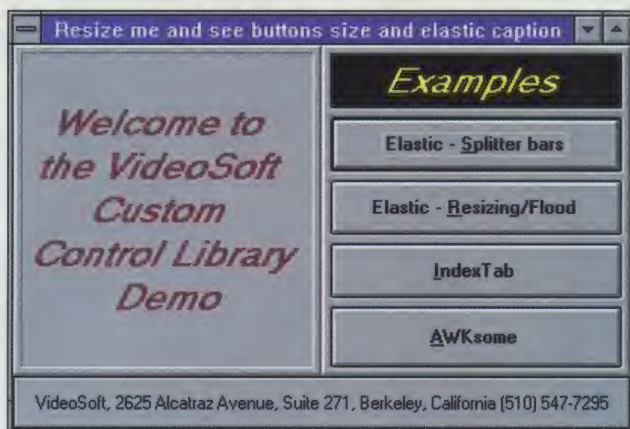 Resize me and see buttons size and elastic caption
Welcome to
the VideoSoft
Custom
Control Library
Demo
Examples
Elastic - Splitter bars
Elastic - Resizing/Flood
IndexTab
AWKsome
VideoSoft, 2625 Alcatraz Avenue, Suite 271, Berkeley, California (510) 547-7295